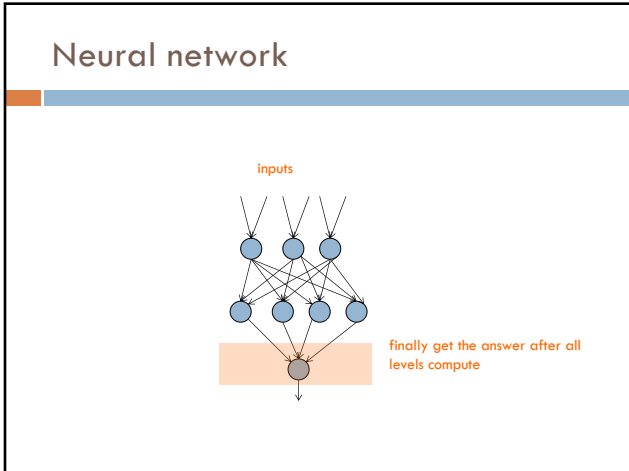 Neural network
inputs
finally get the answer after all
levels compute